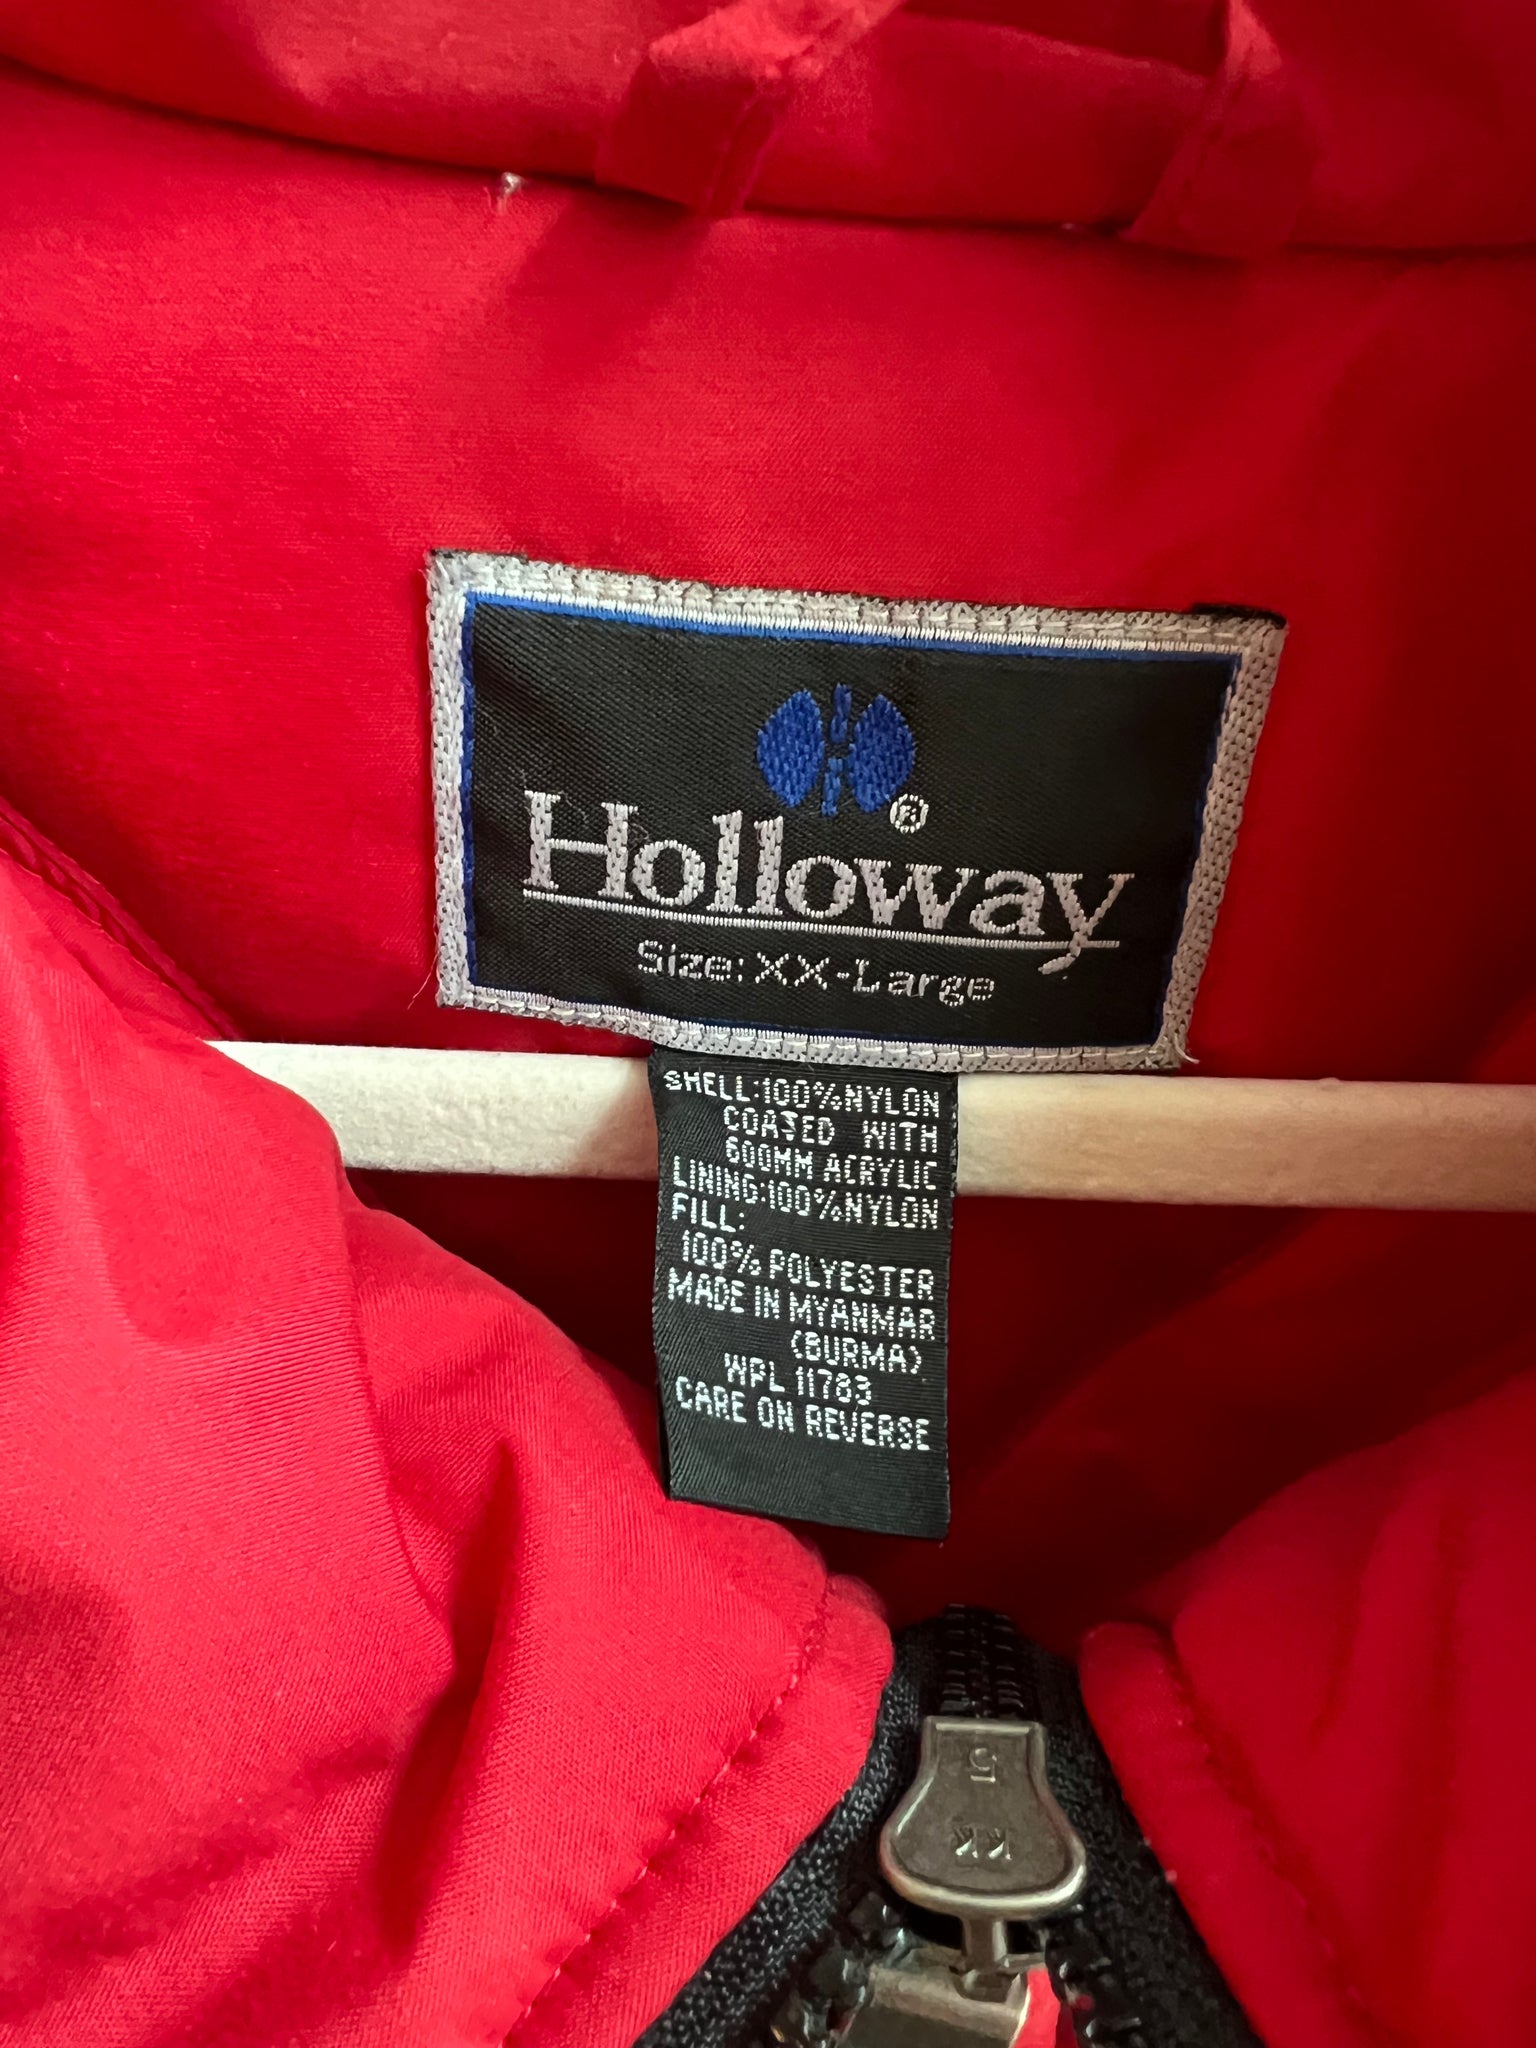 ®
Holloway
Size: XX-Large
SHELL:100%NYLON
COATED WITH
600MM ACRYLIC
LINING:100%NYLON
FILL:
100% POLYESTER
MADE IN MYANMAR
(BURMA)
WPL 11783
CARE ON REVERSE
5